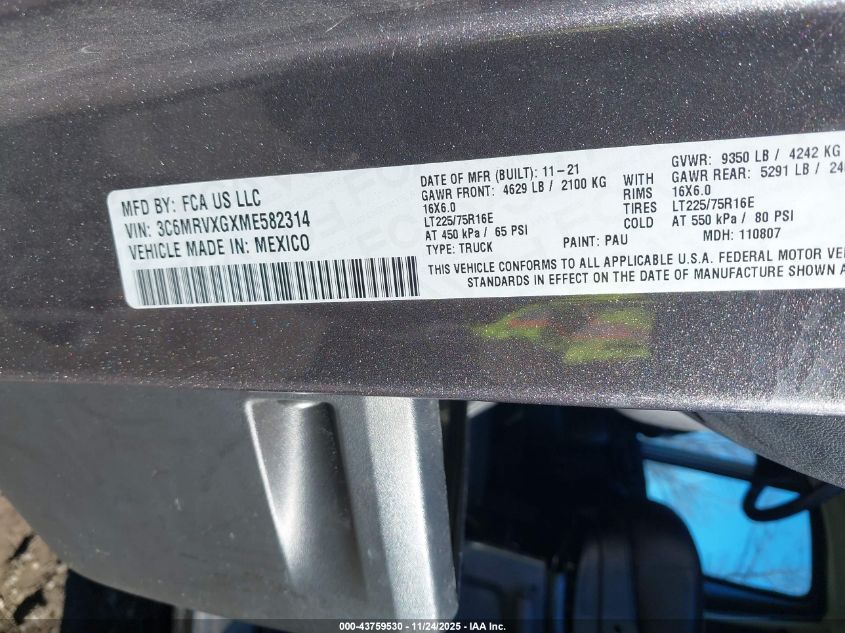 MFD BY: FCA US LLC
VIN: 3C6MRVXGXME582314
VEHICLE MADE IN: MEXICO
DATE OF MFR (BUILT): 11-21
GAWR FRONT: 4629 LB / 2100 KG
16X6.0
LT225/75R16E
AT 450 kPa / 65 PSI
TYPE: TRUCK
PAINT: PAU
WITH
RIMS
TIRES
COLD
GVWR: 9350 LB / 4242 KG
GAWR REAR: 5291 LB /
16X6.0
LT225/75R16E
AT 550 kPa / 80 PSI
MDH: 110807
THIS VEHICLE CONFORMS TO ALL APPLICABLE U.S.A. FEDERAL MOTOR
STANDARDS IN EFFECT ON THE DATE OF MANUFACTURE SHOWN
000-43759530 - 11/24/2025 - IAA Inc.